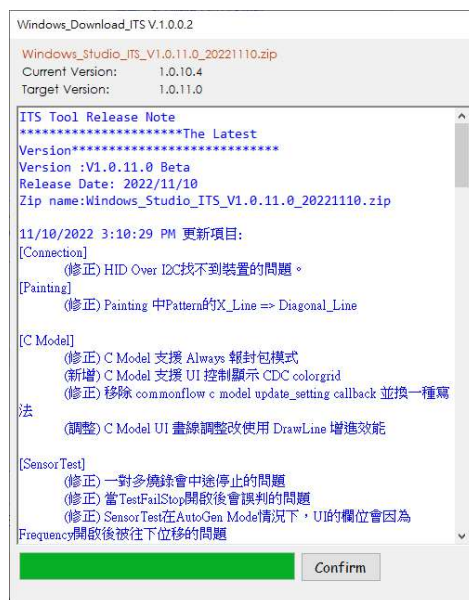 Windows_Download_ITS V.1.0.0.2
Windows_Studio_ITS_V1.0.11.0_20221110.zip
Current Version: 1.0.10.4
Target Version: 1.0.11.0
ITS Tool Release Note
**********************The Latest
Version****************************
Version :V1.0.11.0 Beta
Release Date: 2022/11/10
Zip name:Windows_Studio_ITS_V1.0.11.0_20221110.zip
11/10/2022 3:10:29 PM 更新項目:
[Connection]
(修正) HID Over I2C找不到裝置的問題。
[Painting]
(修正) Painting 中Pattern的X_Line => Diagonal_Line
[C Model]
(修正) C Model 支援 Always 報封包模式
(新增) C Model 支援 UI 控制顯示 CDC colorgrid
(修正) 移除 commonflow c model update_setting callback 並換一種寫
法
(調整) C Model UI 畫線調整改使用 DrawLine 增進效能
[SensorTest]
(修正) 一對多燒錄會中途停止的問題
(修正) 當TestFailStop開啟後會誤判的問題
(修正) SensorTest在AutoGen Mode情況下，UI的欄位會因為
Frequency開啟後被往下位移的問題
Confirm